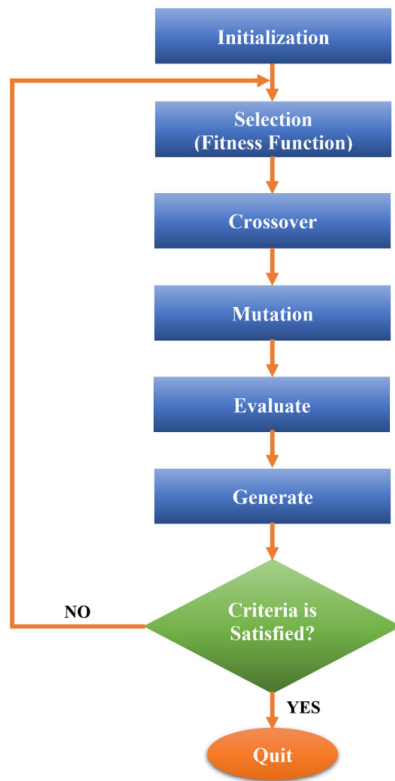 Initialization
Selection
(Fitness Function)
Crossover
Mutation
Evaluate
Generate
Criteria is
Satisfied?
NO
YES
Quit